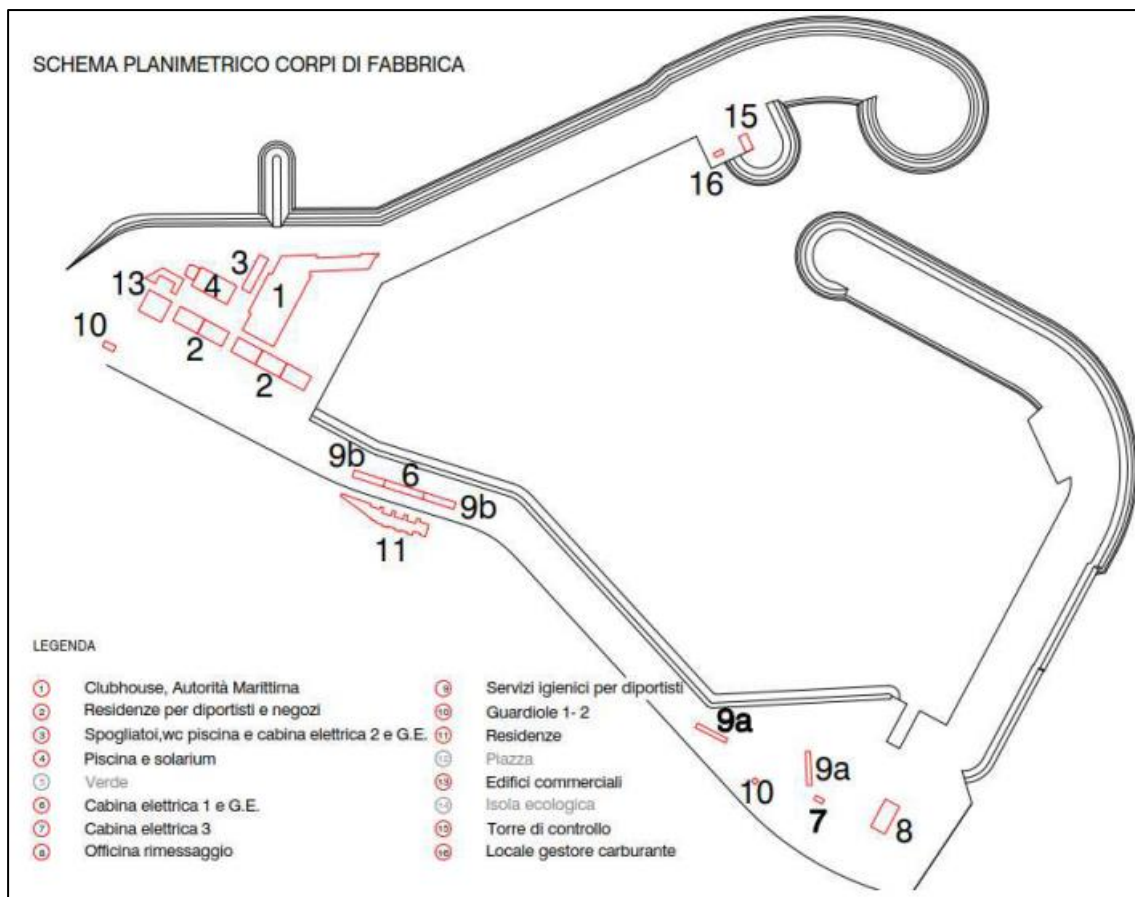 SCHEMA PLANIMETRICO CORPI DI FABBRICA
15
16
3
13
4
1
10
2
2
9b
6
9b
11
9a
9a
10
7
8
LEGENDA
1 Clubhouse, Autorità Marittima
2 Residenze per diportisti e negozi
3 Spogliatoi,wc piscina e cabina elettrica 2 e G.E.
4 Piscina e solarium
5 Verde
6 Cabina elettrica 1 e G.E.
7 Cabina elettrica 3
8 Officina rimessaggio
9 Servizi igienici per diportisti
10 Guardiole 1- 2
11 Residenze
12 Piazza
13 Edifici commerciali
14 Isola ecologica
15 Torre di controllo
16 Locale gestore carburante